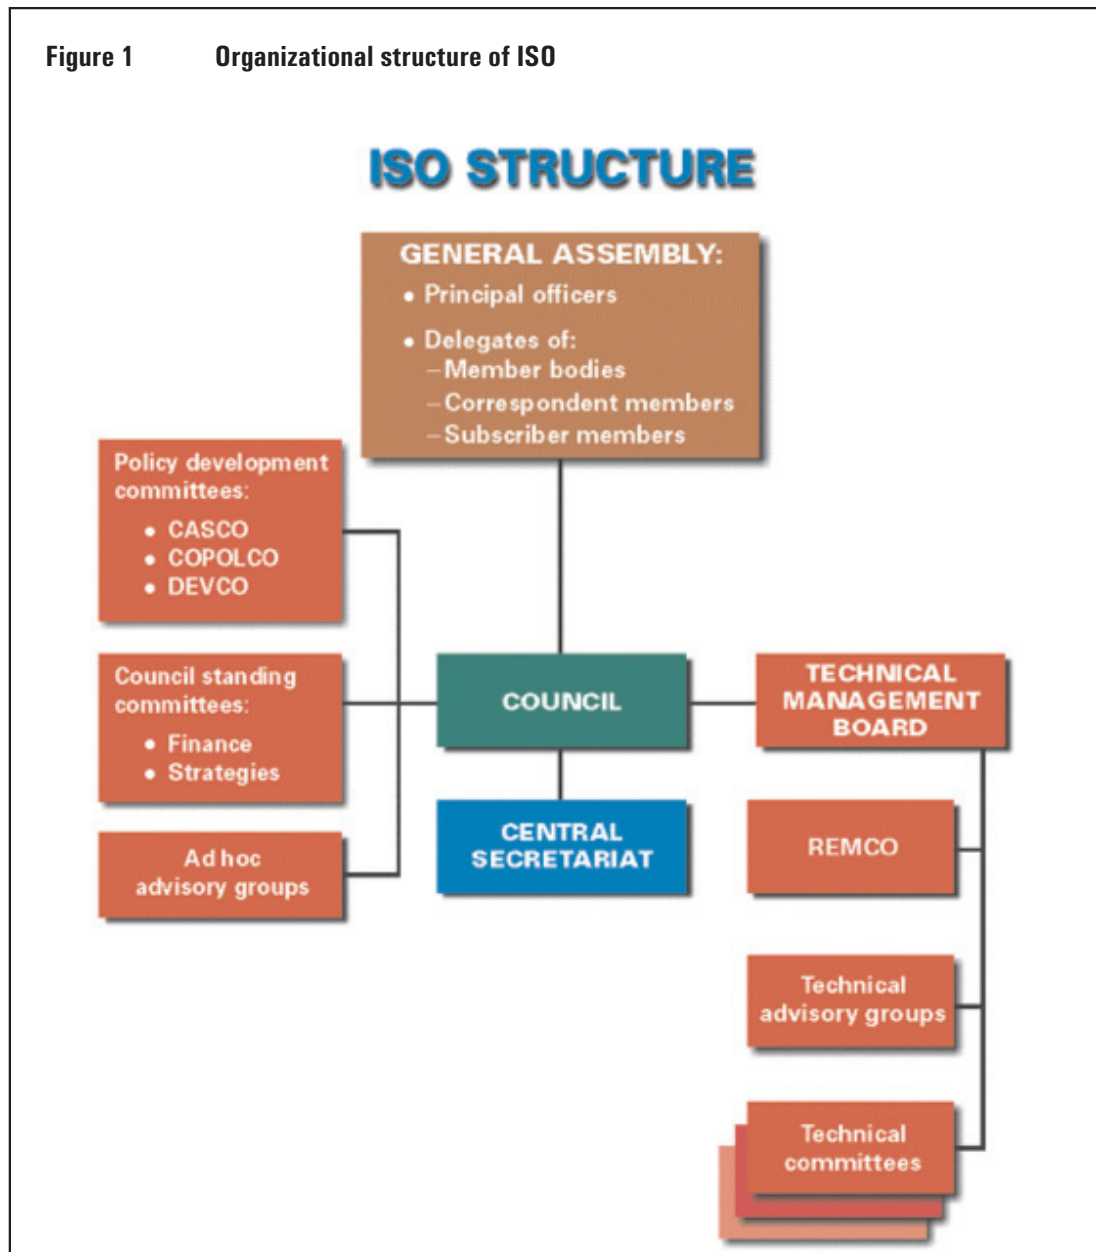 Figure 1 Organizational structure of ISO
ISO STRUCTURE
GENERAL ASSEMBLY:
• Principal officers
• Delegates of:
– Member bodies
– Correspondent members
– Subscriber members
Policy development
committees:
• CASCO
• COPOLCO
• DEVCO
Council standing
committees:
• Finance
• Strategies
Ad hoc
advisory groups
COUNCIL
CENTRAL
SECRETARIAT
TECHNICAL
MANAGEMENT
BOARD
REMCO
Technical
advisory groups
Technical
committees